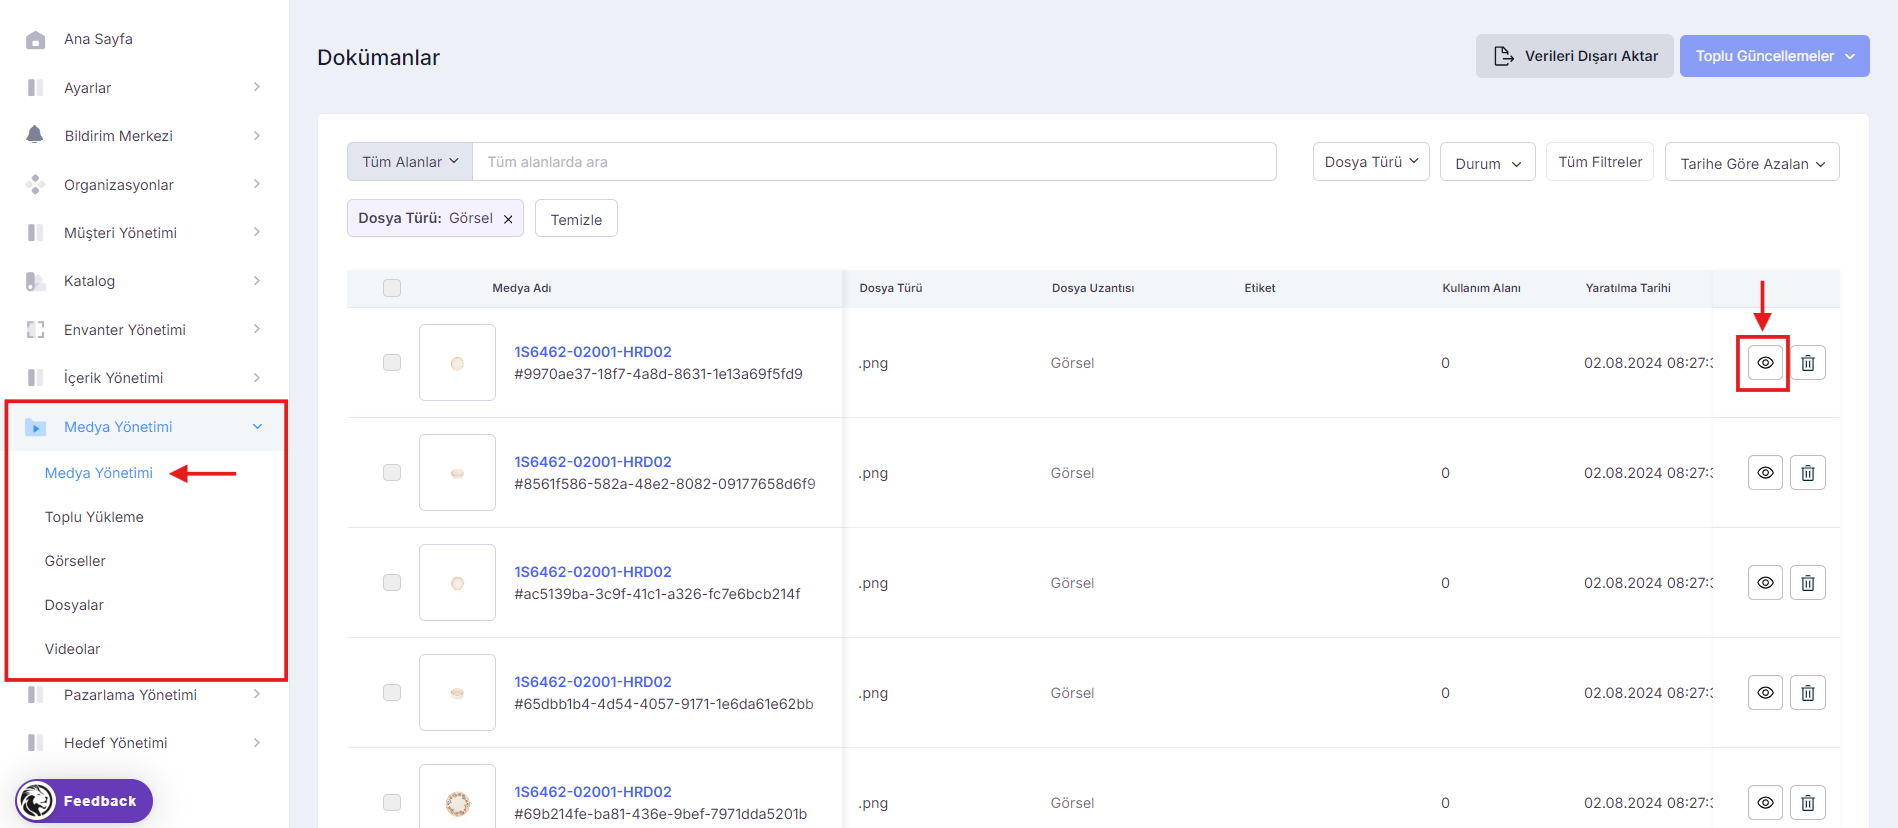 Ana Sayfa
Ayarlar
Bildirim Merkezi
Organizasyonlar
Müşteri Yönetimi
Katalog
Envanter Yönetimi
İçerik Yönetimi
Medya Yönetimi
Medya Yönetimi
Toplu Yükleme
Görseller
Dosyalar
Videolar
Pazarlama Yönetimi
Hedef Yönetimi
Feedback
Dokümanlar
Verileri Dışarı Aktar
Toplu Güncellemeler
Tüm Alanlar
Tüm alanlarda ara
Dosya Türü
Durum
Tüm Filtreler
Tarihe Göre Azalan
Dosya Türü: Görsel
Temizle
Medya Adı Dosya Türü Dosya Uzantısı Etiket Kullanım Alanı Yaratılma Tarihi
1S6462-02001-HRD02
#9970ae37-18f7-4a8d-8631-1e13a69f5fd9
.png Görsel 0 02.08.2024 08:27:3
1S6462-02001-HRD02
#8561f586-582a-48e2-8082-09177658d6f9
.png Görsel 0 02.08.2024 08:27:3
1S6462-02001-HRD02
#ac5139ba-3c9f-41c1-a326-fc7e6bcb214f
.png Görsel 0 02.08.2024 08:27:3
1S6462-02001-HRD02
#65dbb1b4-4d54-4057-9171-1e6da61e62bb
.png Görsel 0 02.08.2024 08:27:3
1S6462-02001-HRD02
#69b214fe-ba81-436e-9bef-7971dda5201b
.png Görsel 0 02.08.2024 08:27:3